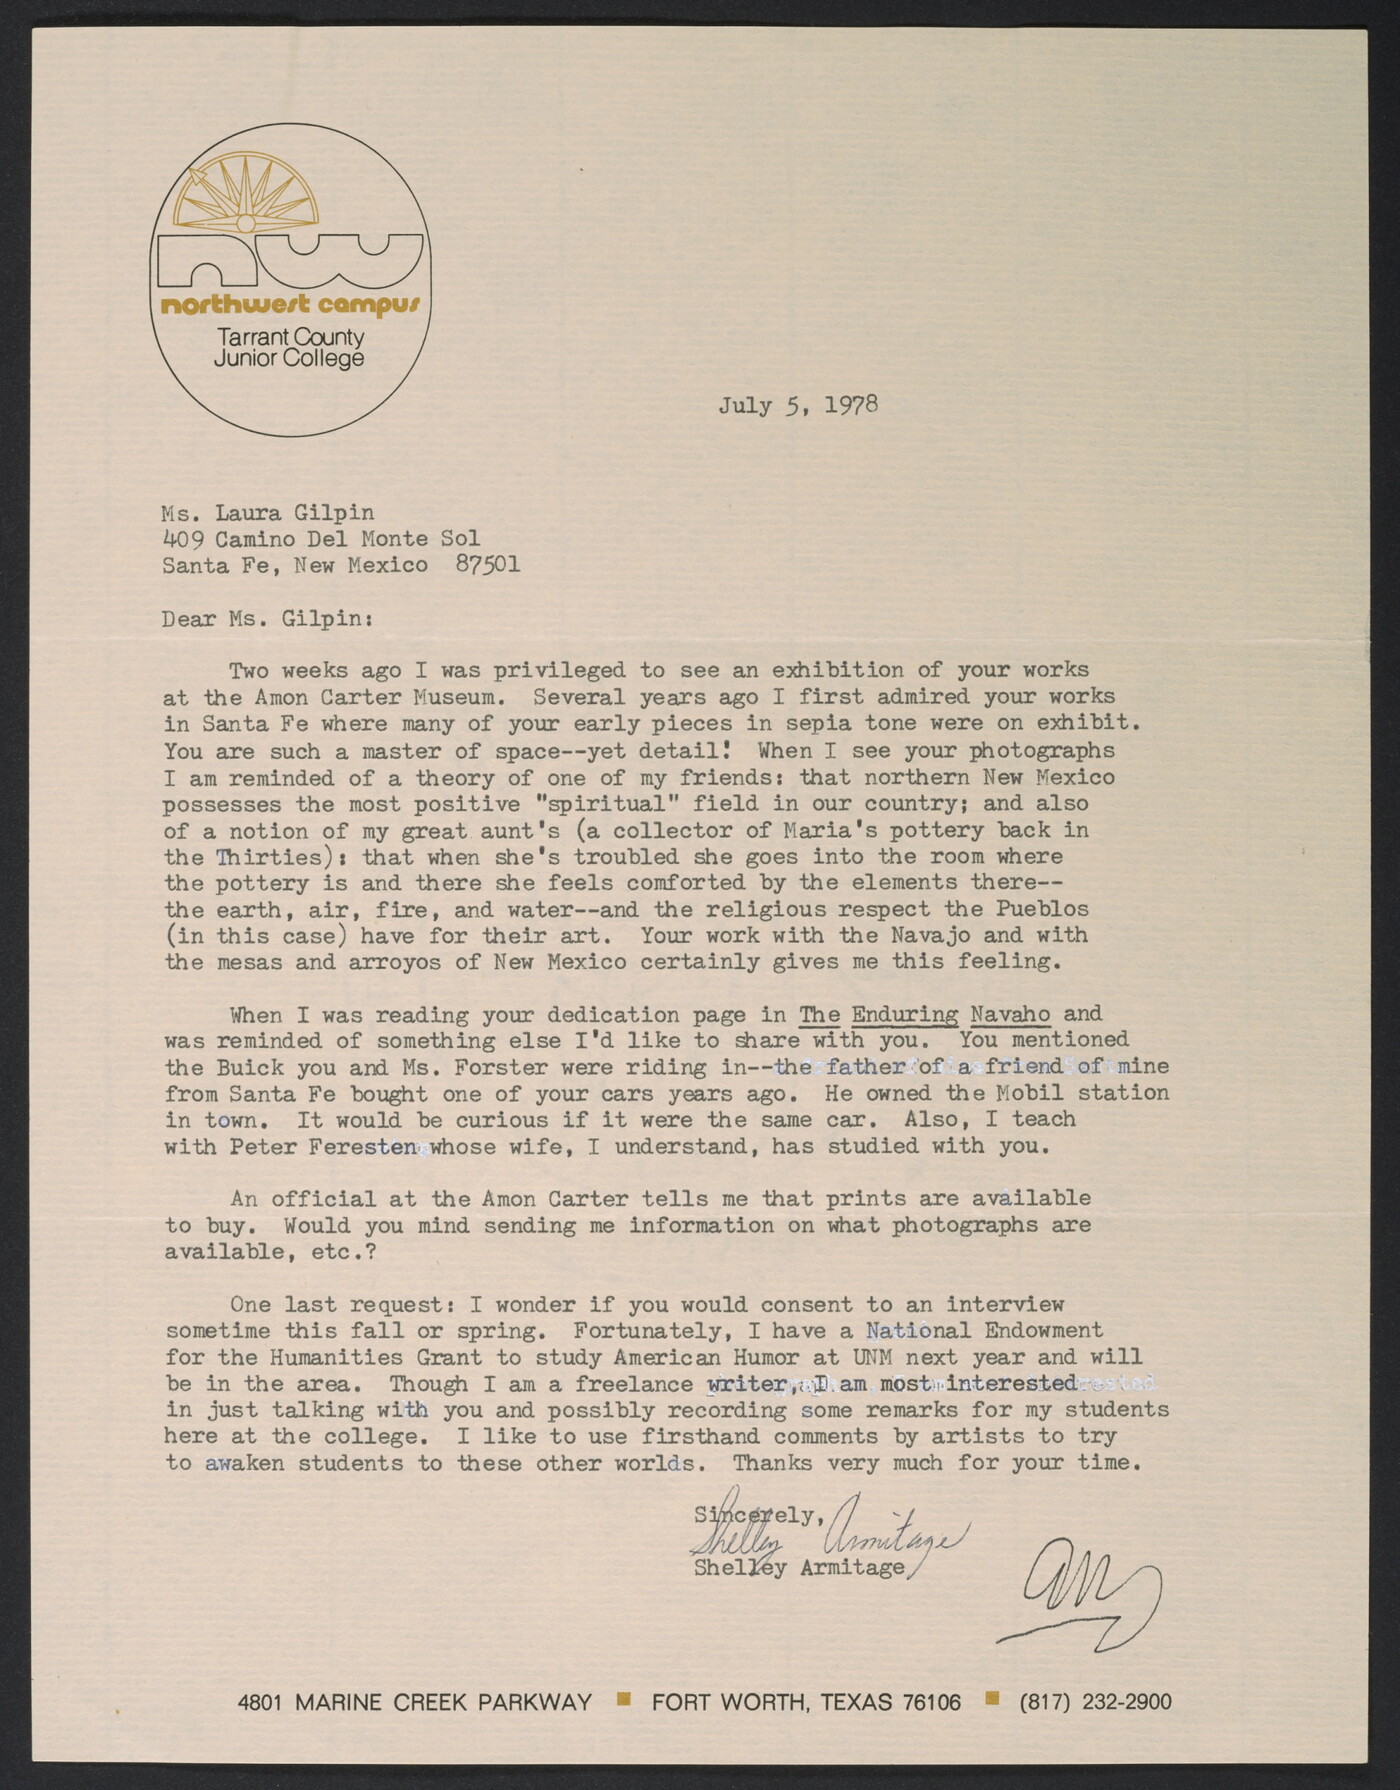 nw
northwest campus
Tarrant County
Junior College
July 5, 1978
Ms. Laura Gilpin
409 Camino Del Monte Sol
Santa Fe, New Mexico  87501
Dear Ms. Gilpin:
Two weeks ago I was privileged to see an exhibition of your works
at the Amon Carter Museum.  Several years ago I first admired your works
in Santa Fe where many of your early pieces in sepia tone were on exhibit.
You are such a master of space--yet detail!  When I see your photographs
I am reminded of a theory of one of my friends: that northern New Mexico
possesses the most positive "spiritual" field in our country; and also
of a notion of my great aunt's (a collector of Maria's pottery back in
the Thirties): that when she's troubled she goes into the room where
the pottery is and there she feels comforted by the elements there--
the earth, air, fire, and water--and the religious respect the Pueblos
(in this case) have for their art.  Your work with the Navajo and with
the mesas and arroyos of New Mexico certainly gives me this feeling.
When I was reading your dedication page in The Enduring Navaho and
was reminded of something else I'd like to share with you.  You mentioned
the Buick you and Ms. Forster were riding in--the father of a friend of mine
from Santa Fe bought one of your cars years ago.  He owned the Mobil station
in town.  It would be curious if it were the same car.  Also, I teach
with Peter Feresten whose wife, I understand, has studied with you.
An official at the Amon Carter tells me that prints are available
to buy.  Would you mind sending me information on what photographs are
available, etc.?
One last request: I wonder if you would consent to an interview
sometime this fall or spring.  Fortunately, I have a National Endowment
for the Humanities Grant to study American Humor at UNM next year and will
be in the area.  Though I am a freelance writer, I am most interested
in just talking with you and possibly recording some remarks for my students
here at the college.  I like to use firsthand comments by artists to try
to awaken students to these other worlds.  Thanks very much for your time.
Sincerely,
Shelley Armitage
Shelley Armitage
4801 MARINE CREEK PARKWAY ■ FORT WORTH, TEXAS 76106 ■ (817) 232-2900